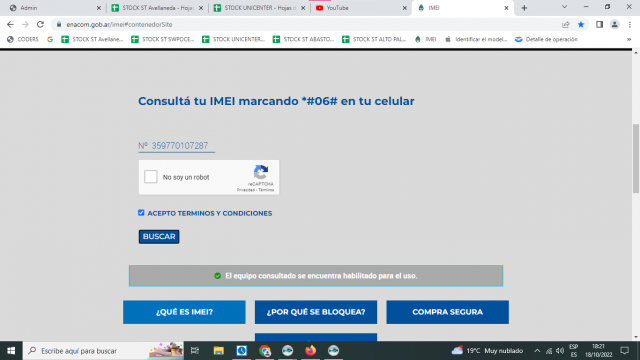 Admin
STOCK ST Avellaneda - Hojas
STOCK UNICENTER - Hojas d
YouTube
IMEI
enacom.gob.ar/imei#contenedorSite
CODERS
STOCK ST Avellane...
STOCK ST SWPOCE...
STOCK UNICENTER...
STOCK ST ABASTO...
STOCK ST ALTO PAL...
IMEI
Identificar el model...
Detalle de operación
Consultá tu IMEI marcando *#06# en tu celular
Nº 359770107287
No soy un robot
reCAPTCHA
Privacidad - Términos
ACEPTO TERMINOS Y CONDICIONES
BUSCAR
El equipo consultado se encuentra habilitado para el uso.
¿QUÉ ES IMEI?
¿POR QUÉ SE BLOQUEA?
COMPRA SEGURA
Escribe aquí para buscar
19°C Muy nublado
ESP
ES
18:21
18/10/2022